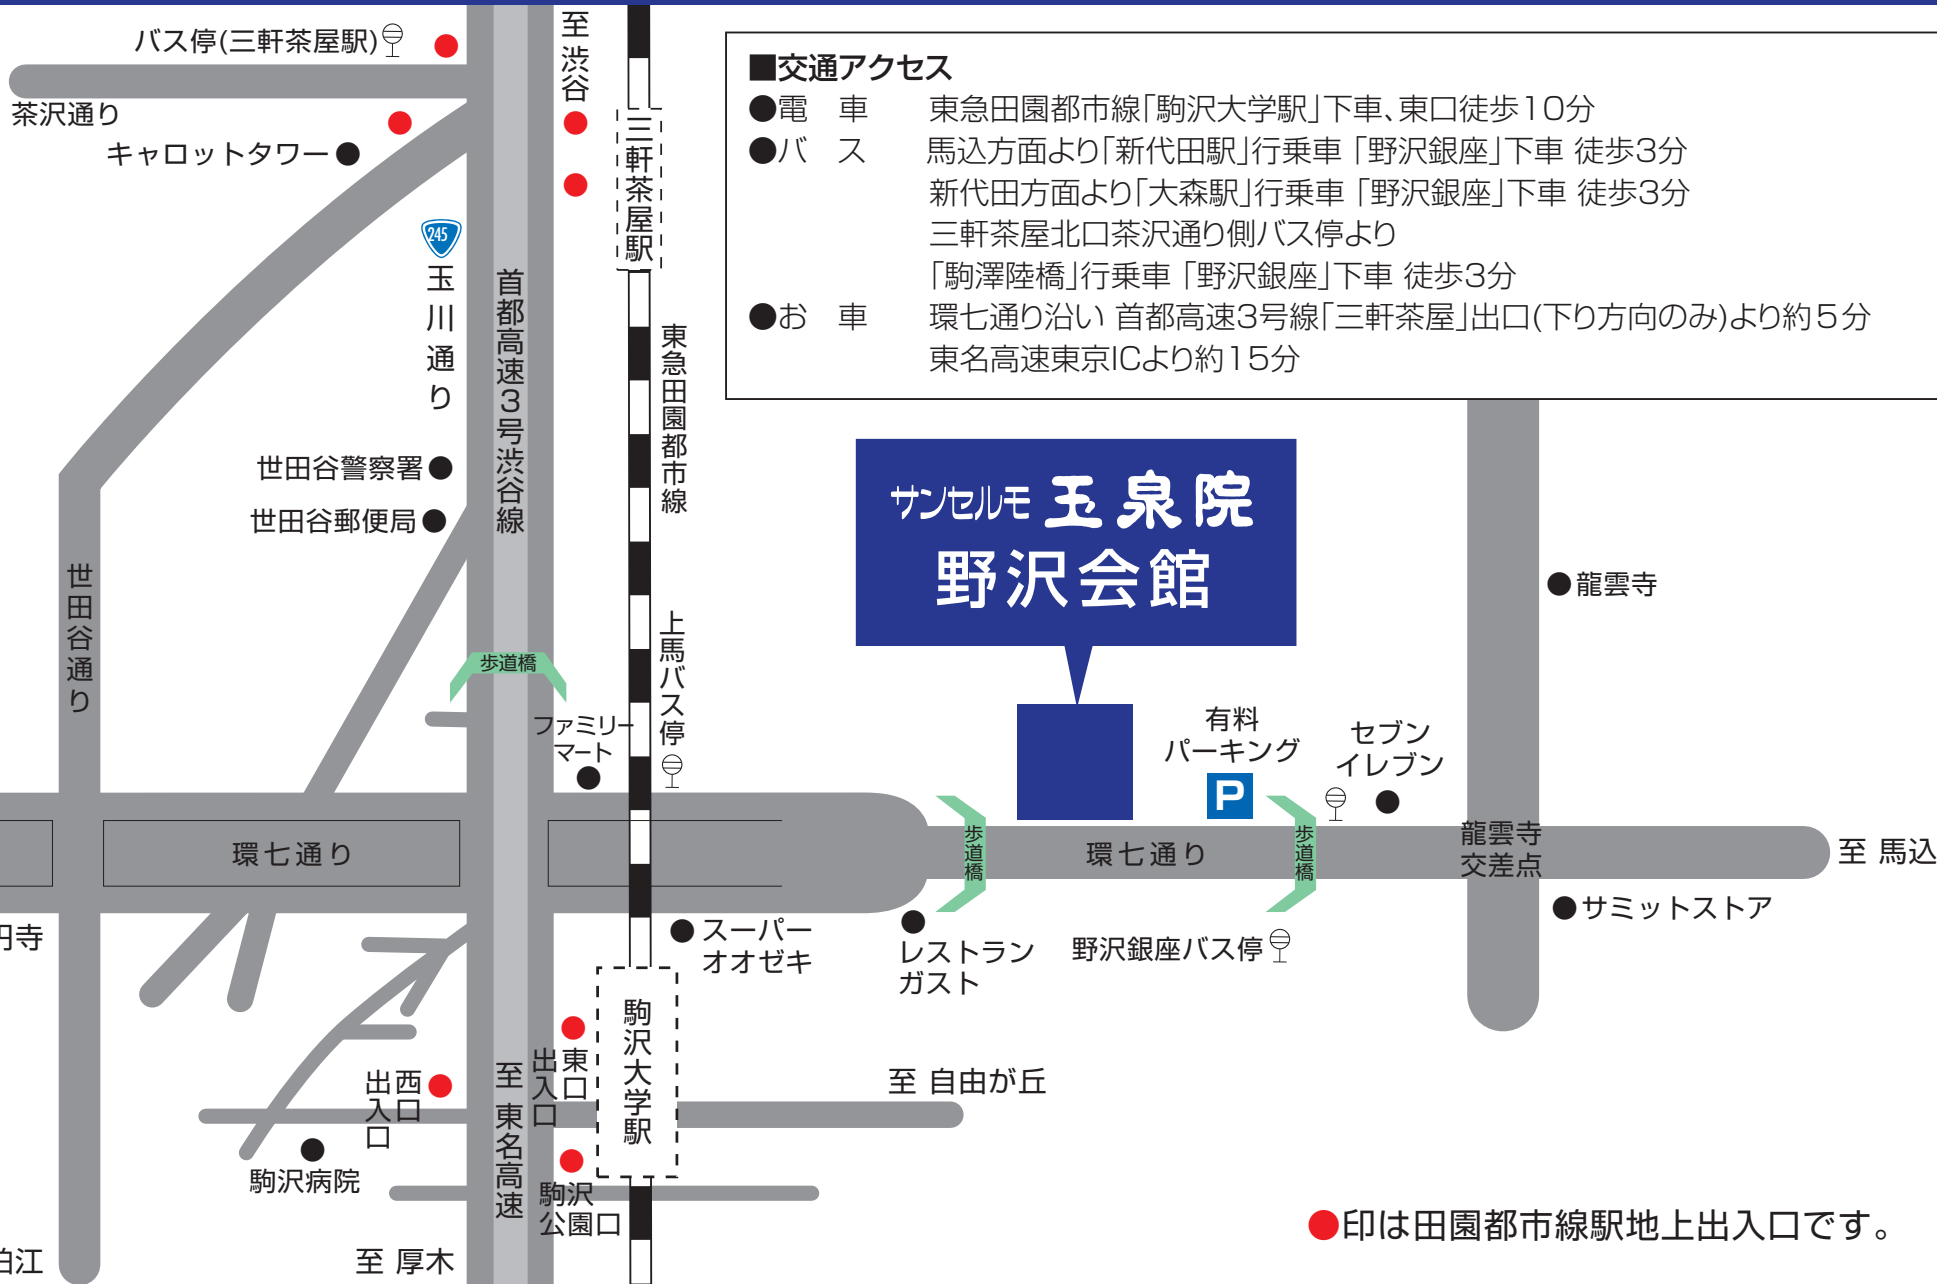 バス停(三軒茶屋駅)
茶沢通り
キャロットタワー
至 渋谷
三軒茶屋駅
■交通アクセス
●電　車　東急田園都市線「駒沢大学駅」下車、東口徒歩10分
●バ　ス　馬込方面より「新代田駅」行乗車 「野沢銀座」下車 徒歩3分
新代田方面より「大森駅」行乗車 「野沢銀座」下車 徒歩3分
三軒茶屋北口茶沢通り側バス停より
「駒澤陸橋」行乗車 「野沢銀座」下車 徒歩3分
●お　車　環七通り沿い 首都高速3号線「三軒茶屋」出口(下り方向のみ)より約5分
東名高速東京ICより約15分
245
玉川通り
首都高速3号渋谷線
東急田園都市線
世田谷警察署
世田谷郵便局
世田谷通り
サンセルモ 玉泉院
野沢会館
龍雲寺
歩道橋
上馬バス停
ファミリー
マート
有料
パーキング
P
セブン
イレブン
環七通り
歩道橋
環七通り
歩道橋
龍雲寺
交差点
至 馬込
サミットストア
スーパー
オオゼキ
レストラン
ガスト
野沢銀座バス停
円寺
駒沢大学駅
東口
出入口
西口
出入口
至 東名高速
至 自由が丘
駒沢病院
駒沢
公園口
至 厚木
狛江
●印は田園都市線駅地上出入口です。